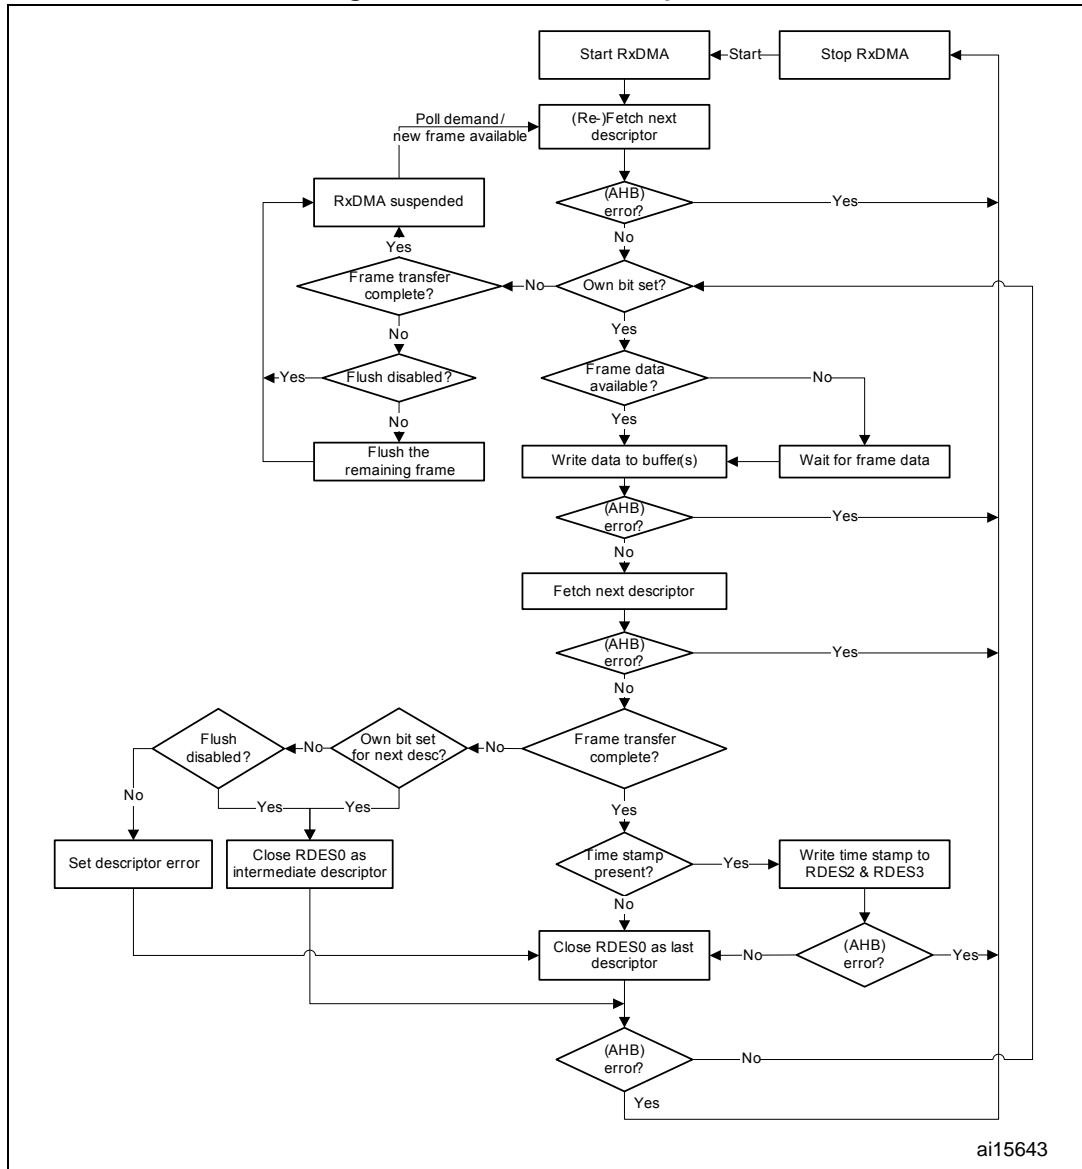 Start RxDMA
Start
Stop RxDMA
Poll demand/
new frame available
(Re-)Fetch next
descriptor
RxDMA suspended
(AHB)
error?
Yes
No
Yes
Frame transfer
complete?
No
Own bit set?
No
Yes
Yes
Flush disabled?
Frame data
available?
No
No
Yes
Flush the
remaining frame
Write data to buffer(s)
Wait for frame data
(AHB)
error?
Yes
No
Fetch next descriptor
(AHB)
error?
Yes
No
Flush
disabled?
No
Own bit set
for next desc?
No
Frame transfer
complete?
No
Yes
Yes
Yes
Set descriptor error
Close RDES0 as
intermediate descriptor
Time stamp
present?
Yes
Write time stamp to
RDES2 & RDES3
No
Close RDES0 as last
descriptor
No
(AHB)
error?
Yes
(AHB)
error?
No
Yes
ai15643